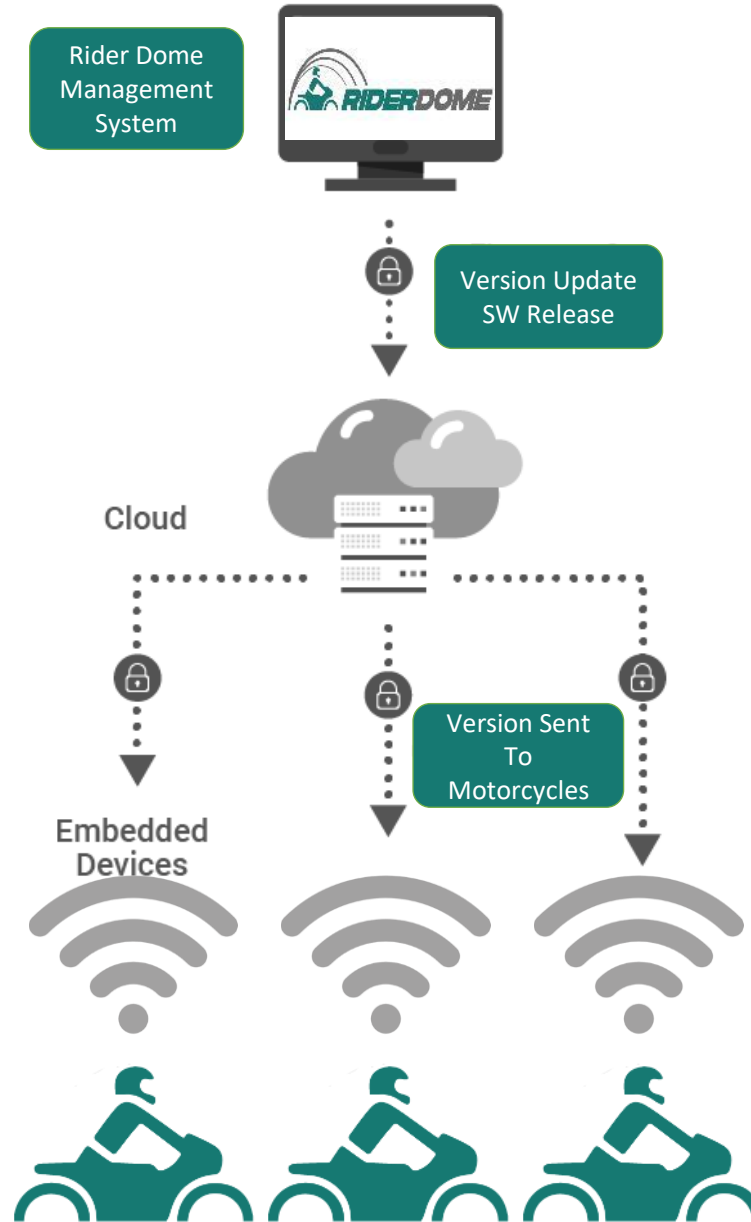 Rider Dome
Management
System
RIDERDOME
Version Update
SW Release
Cloud
Version Sent
To
Motorcycles
Embedded
Devices